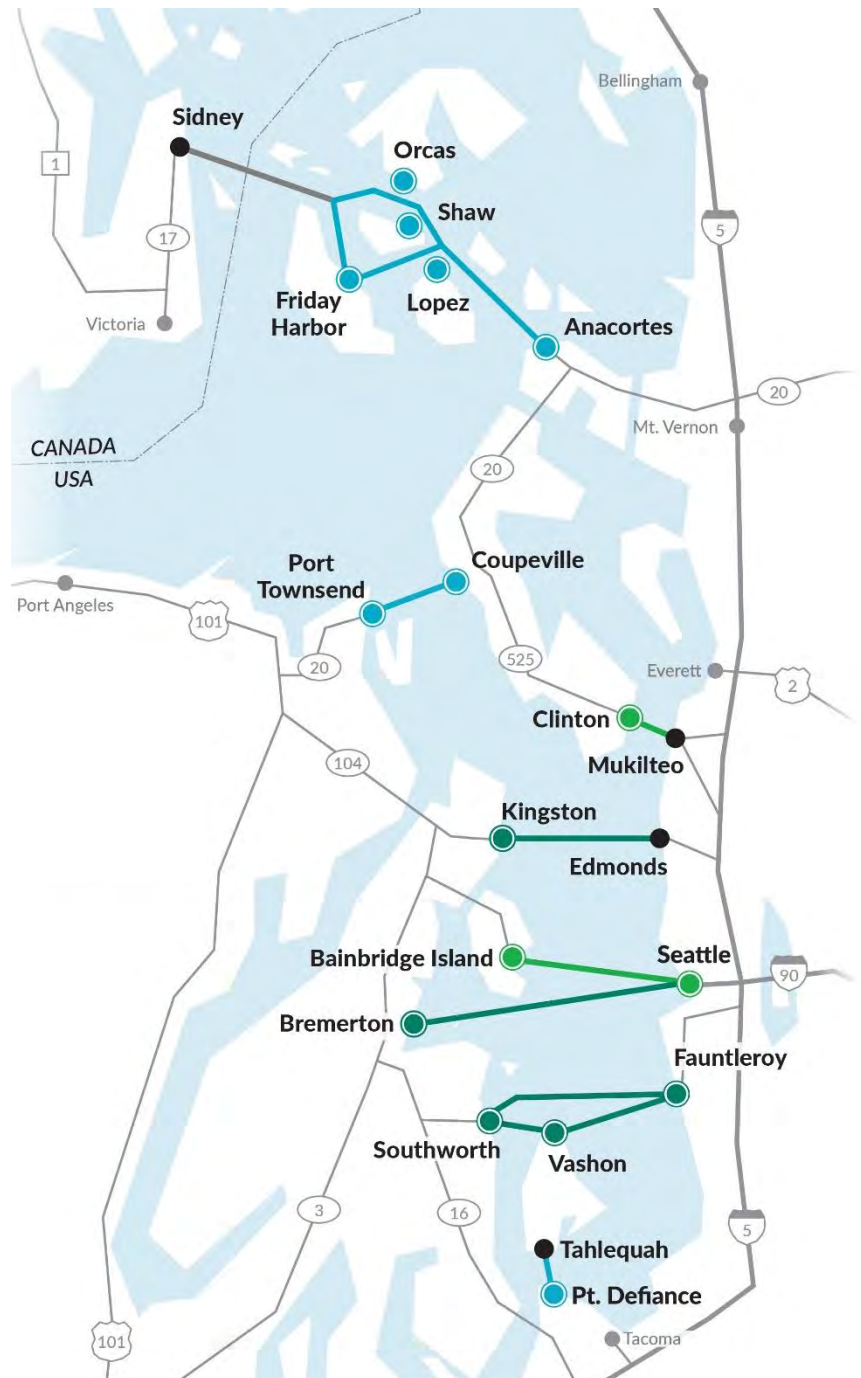 Bellingham
Sidney
1
Orcas
Shaw
17
5
Friday
Harbor
Lopez
Victoria
Anacortes
20
Mt. Vernon
CANADA
USA
20
Port
Townsend
Coupeville
Port Angeles
101
20
525
Everett
2
Clinton
Mukilteo
104
Kingston
Edmonds
Bainbridge Island
Seattle
90
Bremerton
Fauntleroy
Southworth
Vashon
3
16
5
Tahlequah
Pt. Defiance
101
Tacoma